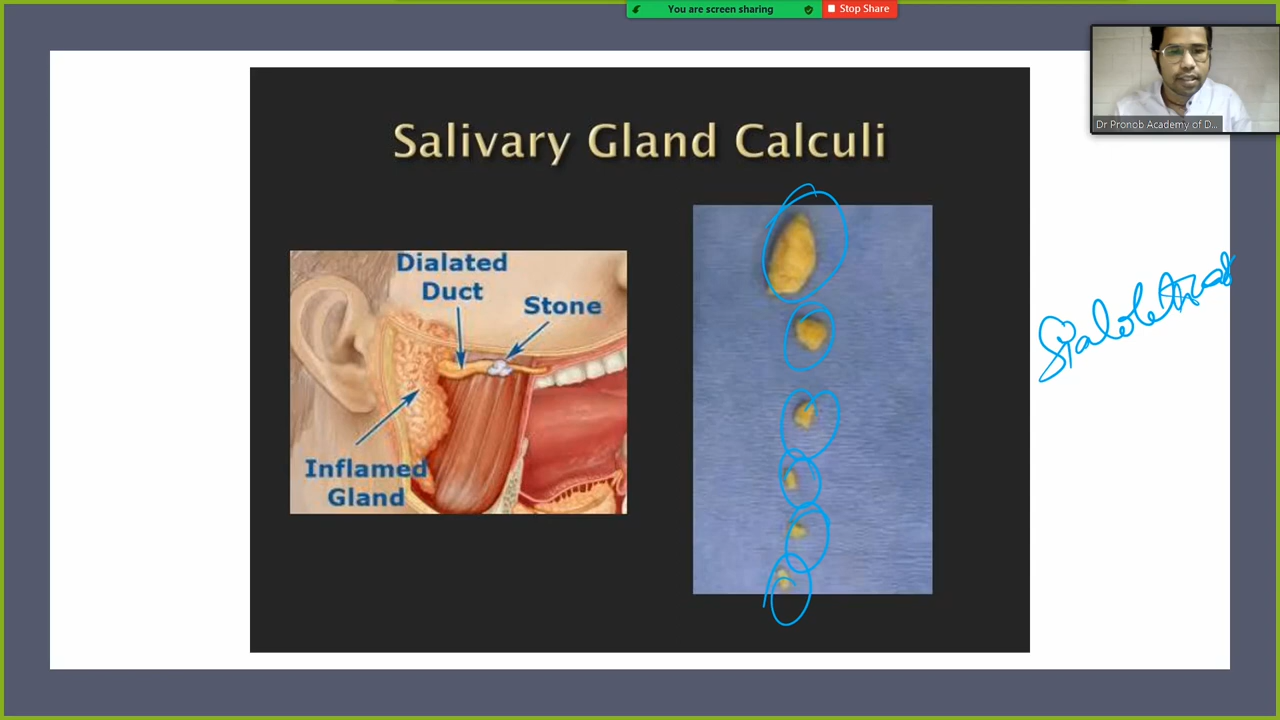 You are screen sharing
Stop Share
Dr Pronob Academy of D...
Salivary Gland Calculi
Dialated
Duct
Stone
Inflamed
Gland